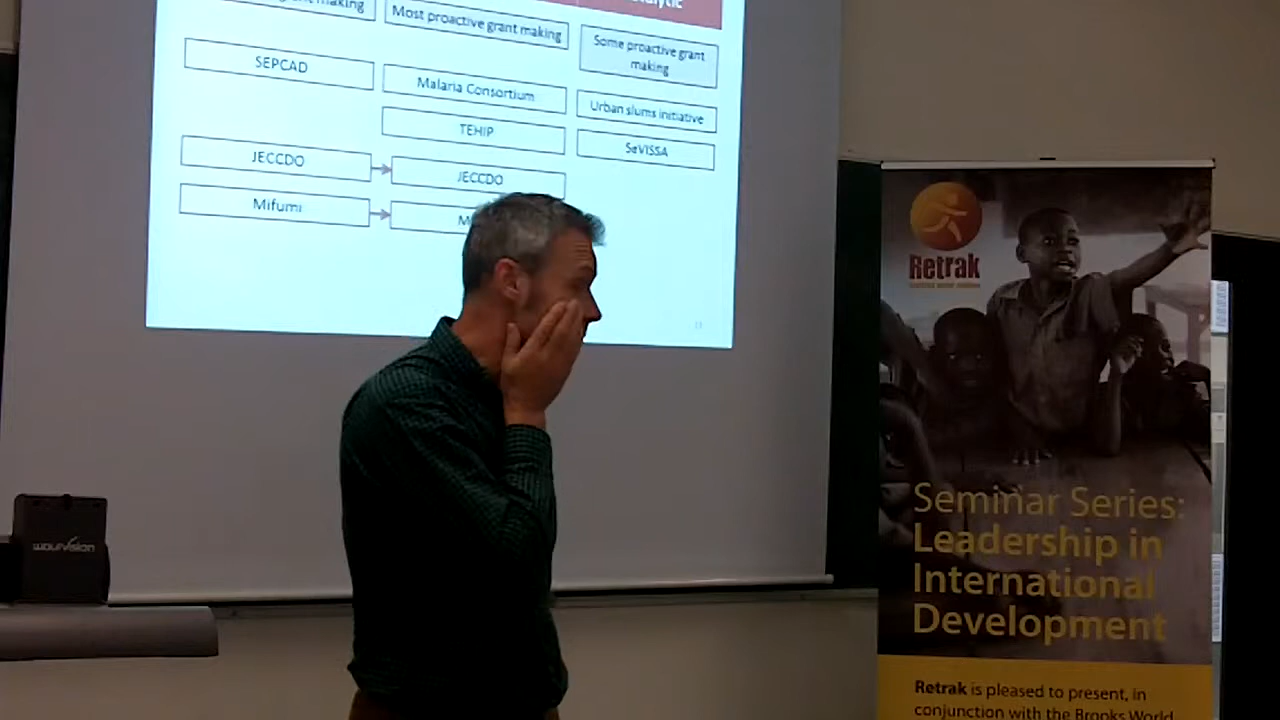 Most proactive grant making
Some proactive grant
making
SEPCAD
Malaria Consortium
Urban slums initiative
TEHIP
SeVISSA
JECCDO
JECCDO
Mifumi
M
wolfvision
Retrak
Seminar Series:
Leadership in
International
Development
Retrak is pleased to present, in
conjunction with the Brooks World